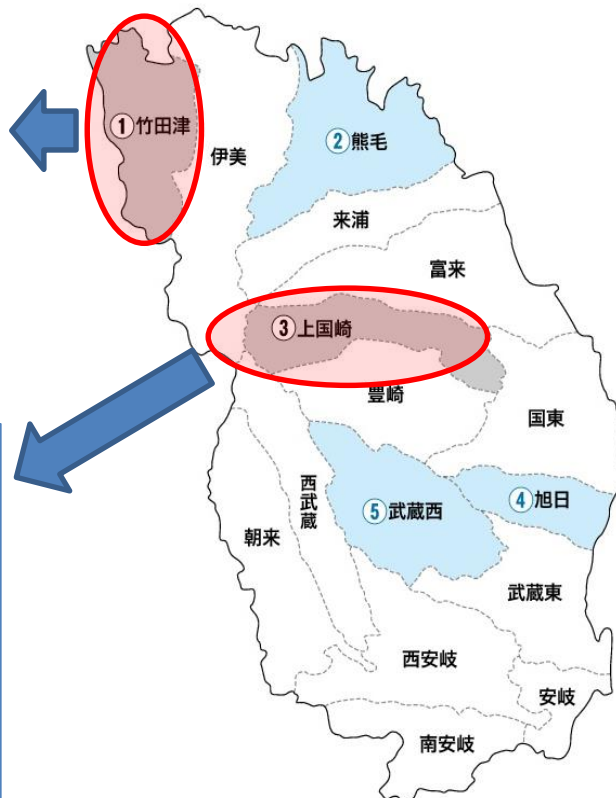 ①竹田津
②熊毛
伊美
来浦
富来
③上国崎
豊崎
国東
西武蔵
④旭日
⑤武蔵西
朝来
武蔵東
西安岐
安岐
南安岐